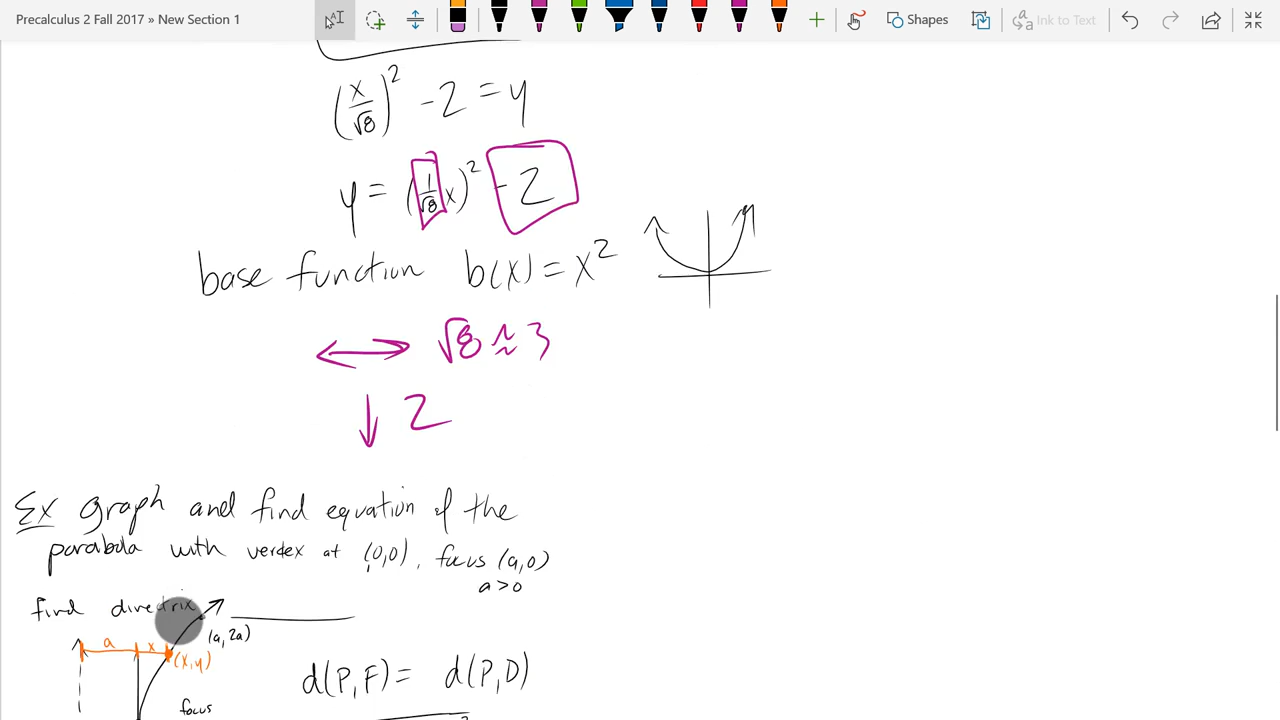 Precalculus 2 Fall 2017 » New Section 1
Shapes
Ink to Text
(x/√8)² - 2 = y
y = (1/√8 x)² - 2
base function b(x) = x²
↔ √8 ≈ 3
↓ 2
Ex graph and find equation of the
parabola with vertex at (0,0), focus (a,0)
a>0
find directrix
(a, 2a)
a x
(x,y)
d(P,F) = d(P,D)
focus